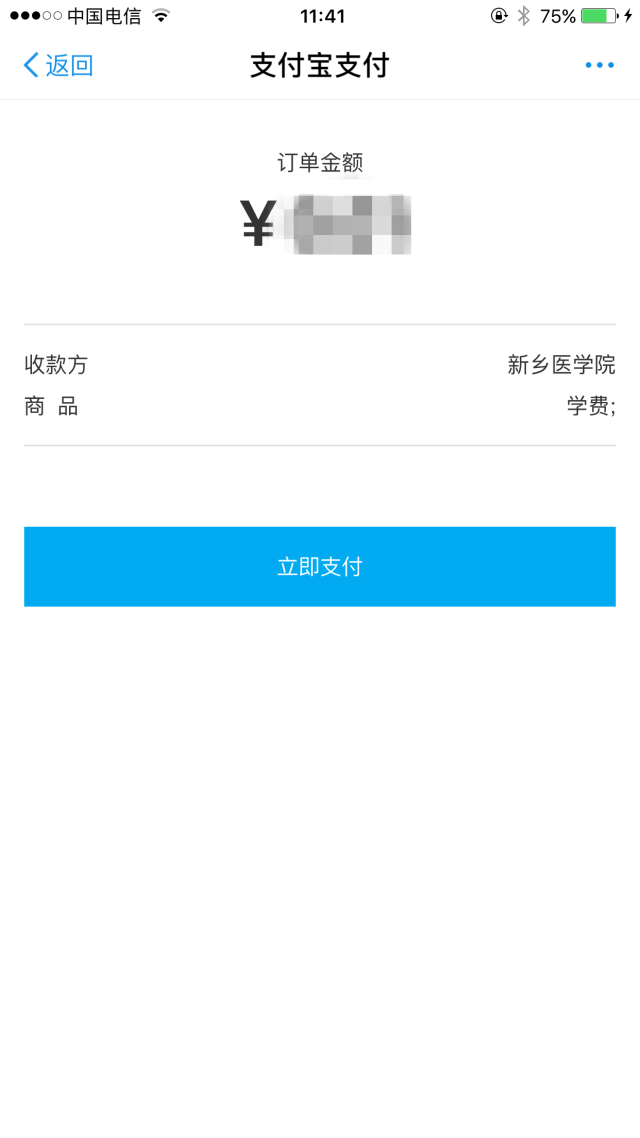 中国电信 11:41 75%
返回 支付宝支付
订单金额
¥
收款方 新乡医学院
商 品 学费;
立即支付